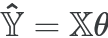 𝕐̂ = 𝕏θ